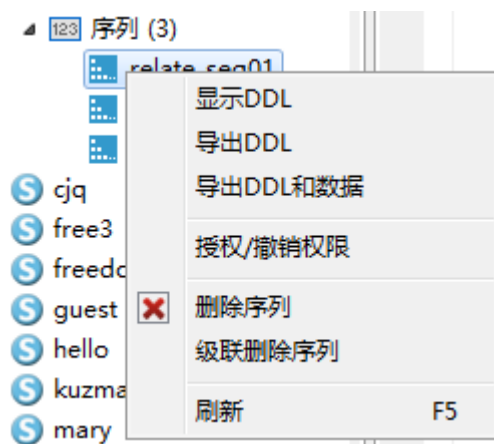 123 序列 (3)
relate_seq01
显示DDL
导出DDL
导出DDL和数据
授权/撤销权限
删除序列
级联删除序列
刷新 F5
S cjq
S free3
S freedo
S guest
S hello
S kuzma
S mary